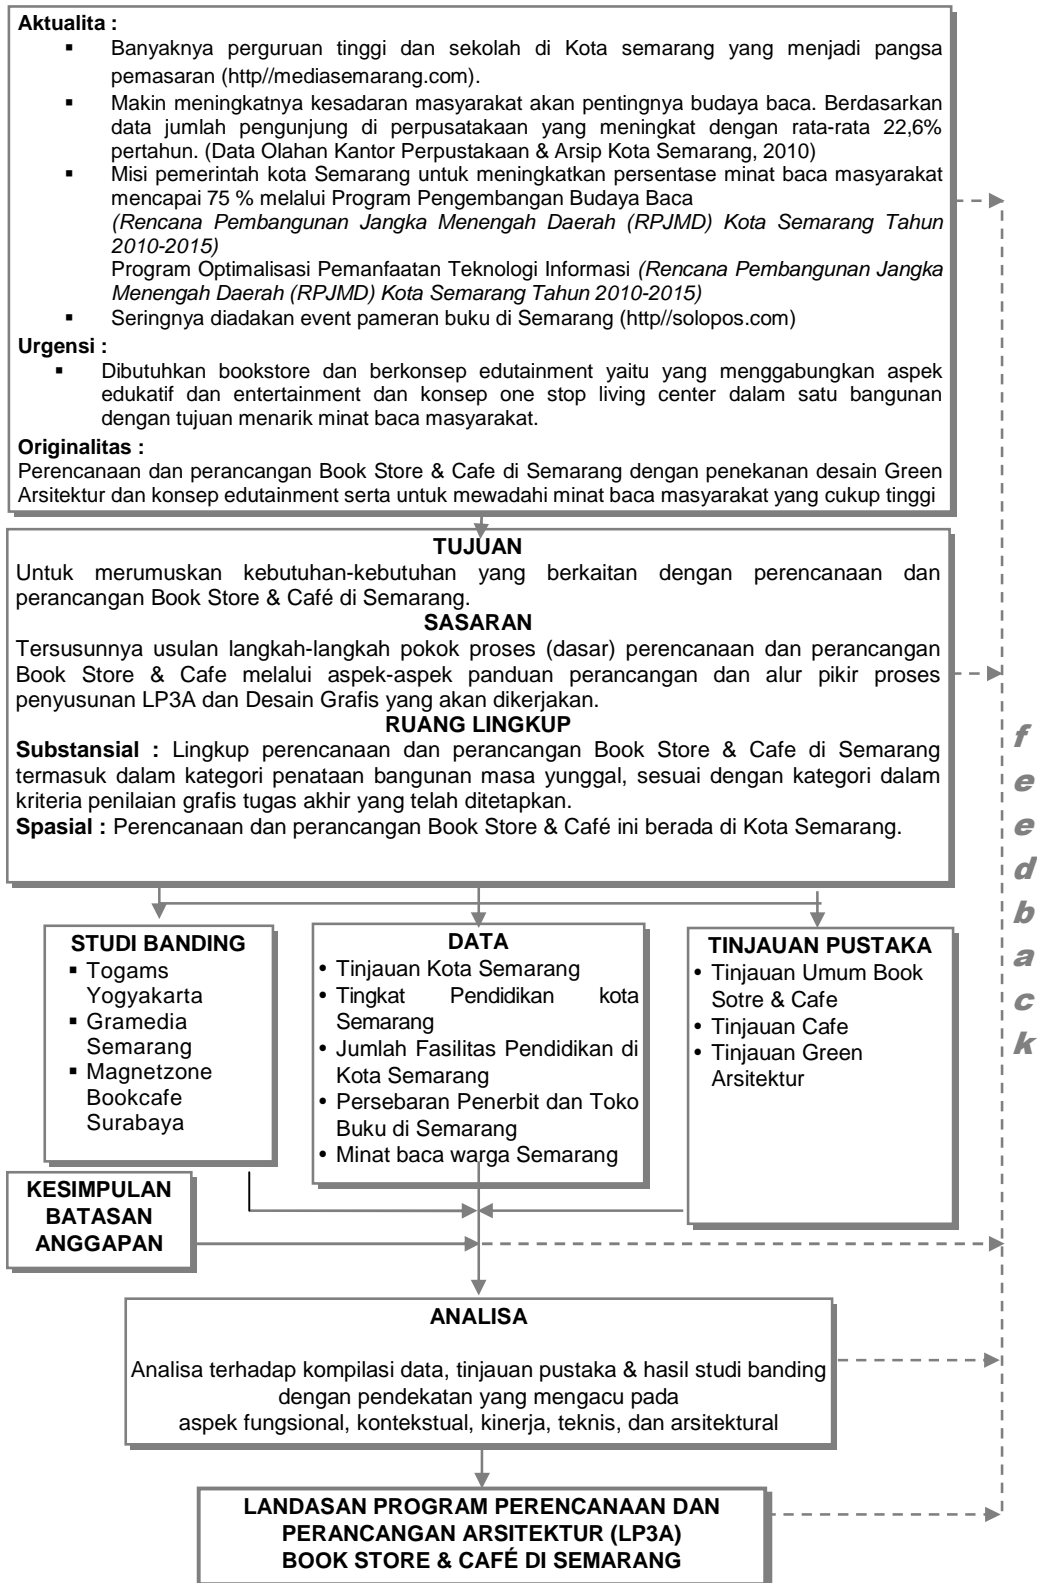 Aktualita :
▪ Banyaknya perguruan tinggi dan sekolah di Kota semarang yang menjadi pangsa
pemasaran (http//mediasemarang.com).
▪ Makin meningkatnya kesadaran masyarakat akan pentingnya budaya baca. Berdasarkan
data jumlah pengunjung di perpusatakaan yang meningkat dengan rata-rata 22,6%
pertahun. (Data Olahan Kantor Perpustakaan & Arsip Kota Semarang, 2010)
▪ Misi pemerintah kota Semarang untuk meningkatkan persentase minat baca masyarakat
mencapai 75 % melalui Program Pengembangan Budaya Baca
(Rencana Pembangunan Jangka Menengah Daerah (RPJMD) Kota Semarang Tahun
2010-2015)
Program Optimalisasi Pemanfaatan Teknologi Informasi (Rencana Pembangunan Jangka
Menengah Daerah (RPJMD) Kota Semarang Tahun 2010-2015)
▪ Seringnya diadakan event pameran buku di Semarang (http//solopos.com)
Urgensi :
▪ Dibutuhkan bookstore dan berkonsep edutainment yaitu yang menggabungkan aspek
edukatif dan entertainment dan konsep one stop living center dalam satu bangunan
dengan tujuan menarik minat baca masyarakat.
Originalitas :
Perencanaan dan perancangan Book Store & Cafe di Semarang dengan penekanan desain Green
Arsitektur dan konsep edutainment serta untuk mewadahi minat baca masyarakat yang cukup tinggi
TUJUAN
Untuk merumuskan kebutuhan-kebutuhan yang berkaitan dengan perencanaan dan
perancangan Book Store & Café di Semarang.
SASARAN
Tersusunnya usulan langkah-langkah pokok proses (dasar) perencanaan dan perancangan
Book Store & Cafe melalui aspek-aspek panduan perancangan dan alur pikir proses
penyusunan LP3A dan Desain Grafis yang akan dikerjakan.
RUANG LINGKUP
Substansial : Lingkup perencanaan dan perancangan Book Store & Cafe di Semarang
termasuk dalam kategori penataan bangunan masa yunggal, sesuai dengan kategori dalam
kriteria penilaian grafis tugas akhir yang telah ditetapkan.
Spasial : Perencanaan dan perancangan Book Store & Café ini berada di Kota Semarang.
feedback
STUDI BANDING
▪ Togams
Yogyakarta
▪ Gramedia
Semarang
▪ Magnetzone
Bookcafe
Surabaya
DATA
• Tinjauan Kota Semarang
• Tingkat Pendidikan kota
Semarang
• Jumlah Fasilitas Pendidikan di
Kota Semarang
• Persebaran Penerbit dan Toko
Buku di Semarang
• Minat baca warga Semarang
TINJAUAN PUSTAKA
• Tinjauan Umum Book
Sotre & Cafe
• Tinjauan Cafe
• Tinjauan Green
Arsitektur
KESIMPULAN
BATASAN
ANGGAPAN
ANALISA
Analisa terhadap kompilasi data, tinjauan pustaka & hasil studi banding
dengan pendekatan yang mengacu pada
aspek fungsional, kontekstual, kinerja, teknis, dan arsitektural
LANDASAN PROGRAM PERENCANAAN DAN
PERANCANGAN ARSITEKTUR (LP3A)
BOOK STORE & CAFÉ DI SEMARANG